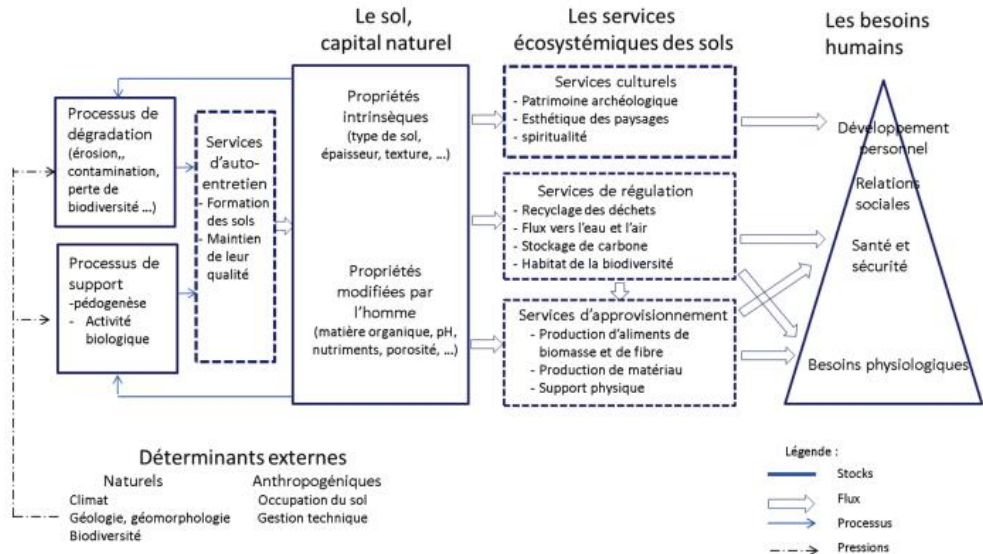 Le sol,
capital naturel
Les services
écosystémiques des sols
Les besoins
humains
Processus de
dégradation
(érosion,,
contamination,
perte de
biodiversité ...)
Processus de
support
-pédogenèse
- Activité
biologique
Services
d'auto-
entretien
- Formation
des sols
- Maintien
de leur
qualité
Propriétés
intrinsèques
(type de sol,
épaisseur, texture, ...)
Propriétés
modifiées par
l'homme
(matière organique, pH,
nutriments, porosité, ...)
Services culturels
- Patrimoine archéologique
- Esthétique des paysages
- spiritualité
Services de régulation
- Recyclage des déchets
- Flux vers l'eau et l'air
- Stockage de carbone
- Habitat de la biodiversité
Services d'approvisionnement
- Production d'aliments de
biomasse et de fibre
- Production de matériau
- Support physique
Développement
personnel
Relations
sociales
Santé et
sécurité
Besoins physiologiques
Déterminants externes
Naturels
Climat
Géologie, géomorphologie
Biodiversité
Anthropogéniques
Occupation du sol
Gestion technique
Légende :
Stocks
Flux
Processus
Pressions